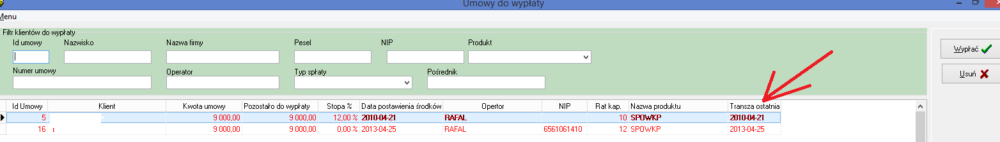 Umowy do wypłaty
Menu
Filtr klientów do wypłaty
Id umowy Nazwisko Nazwa firmy Pesel NIP Produkt
Wypłać
Numer umowy Operator Typ spłaty Pośrednik
Usuń
Id Umowy Klient Kwota umowy Pozostało do wypłaty Stopa % Data postawienia środków Opertor NIP Rat kap. Nazwa produktu Transza ostatnia
5 9 000,00 9 000,00 12,00 % 2010-04-21 RAFAL 10 SPOWKP 2010-04-21
16 t 9 000,00 9 000,00 0,00 % 2013-04-25 RAFAL 6561061410 12 SPOWKP 2013-04-25